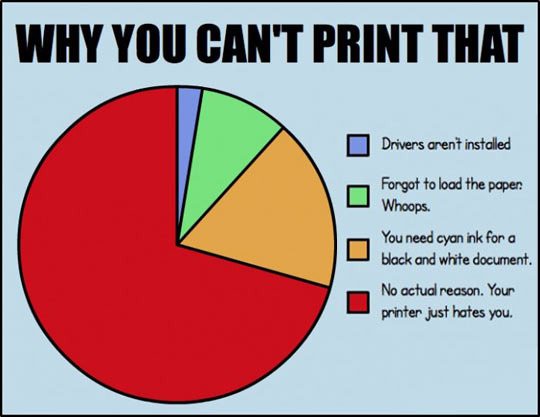 WHY YOU CAN'T PRINT THAT
Drivers aren't installed
Forgot to load the paper.
Whoops.
You need cyan ink for a
black and white document.
No actual reason. Your
printer just hates you.